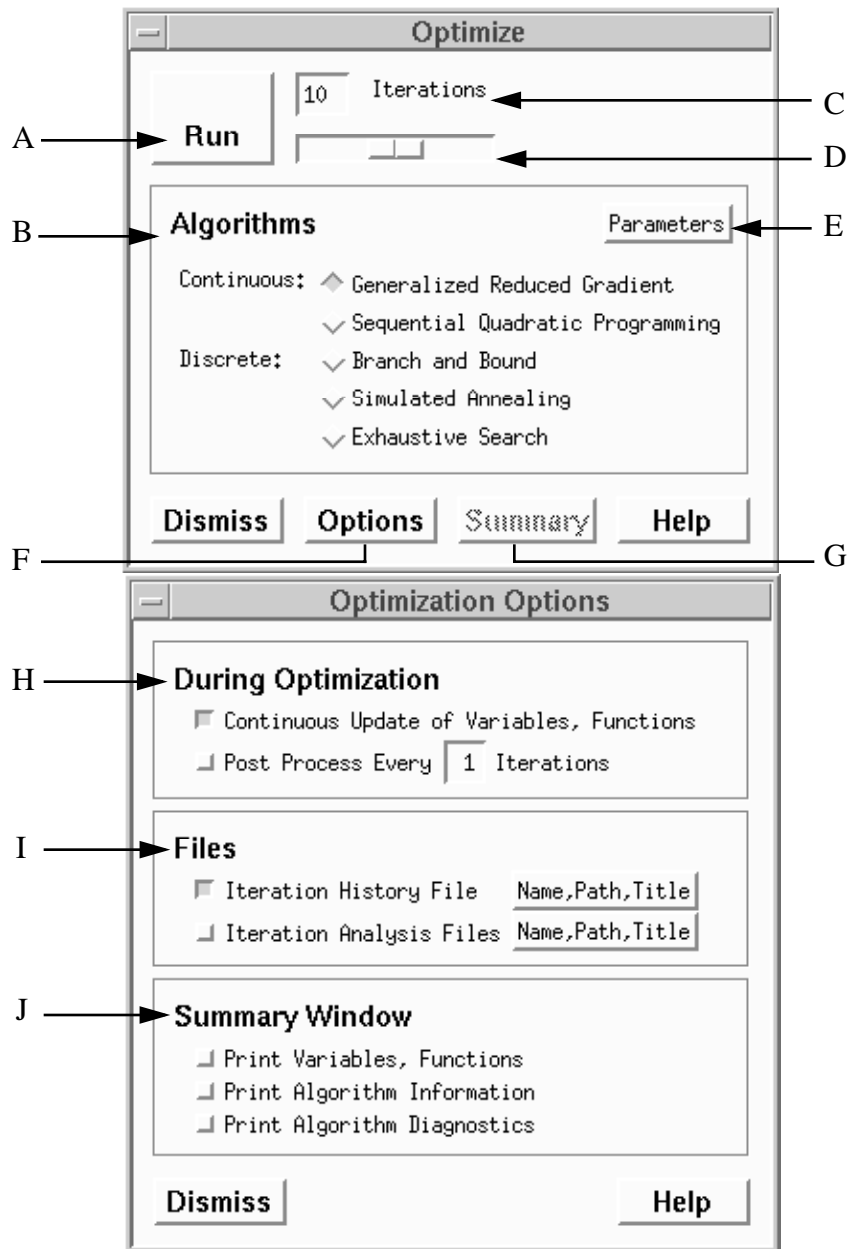 Optimize
10 Iterations
C
A
Run
D
B
Algorithms
Parameters
E
Continuous: Generalized Reduced Gradient
Sequential Quadratic Programming
Discrete: Branch and Bound
Simulated Annealing
Exhaustive Search
Dismiss Options Summary Help
F
G
Optimization Options
H
During Optimization
Continuous Update of Variables, Functions
Post Process Every 1 Iterations
I
Files
Iteration History File Name,Path,Title
Iteration Analysis Files Name,Path,Title
J
Summary Window
Print Variables, Functions
Print Algorithm Information
Print Algorithm Diagnostics
Dismiss Help